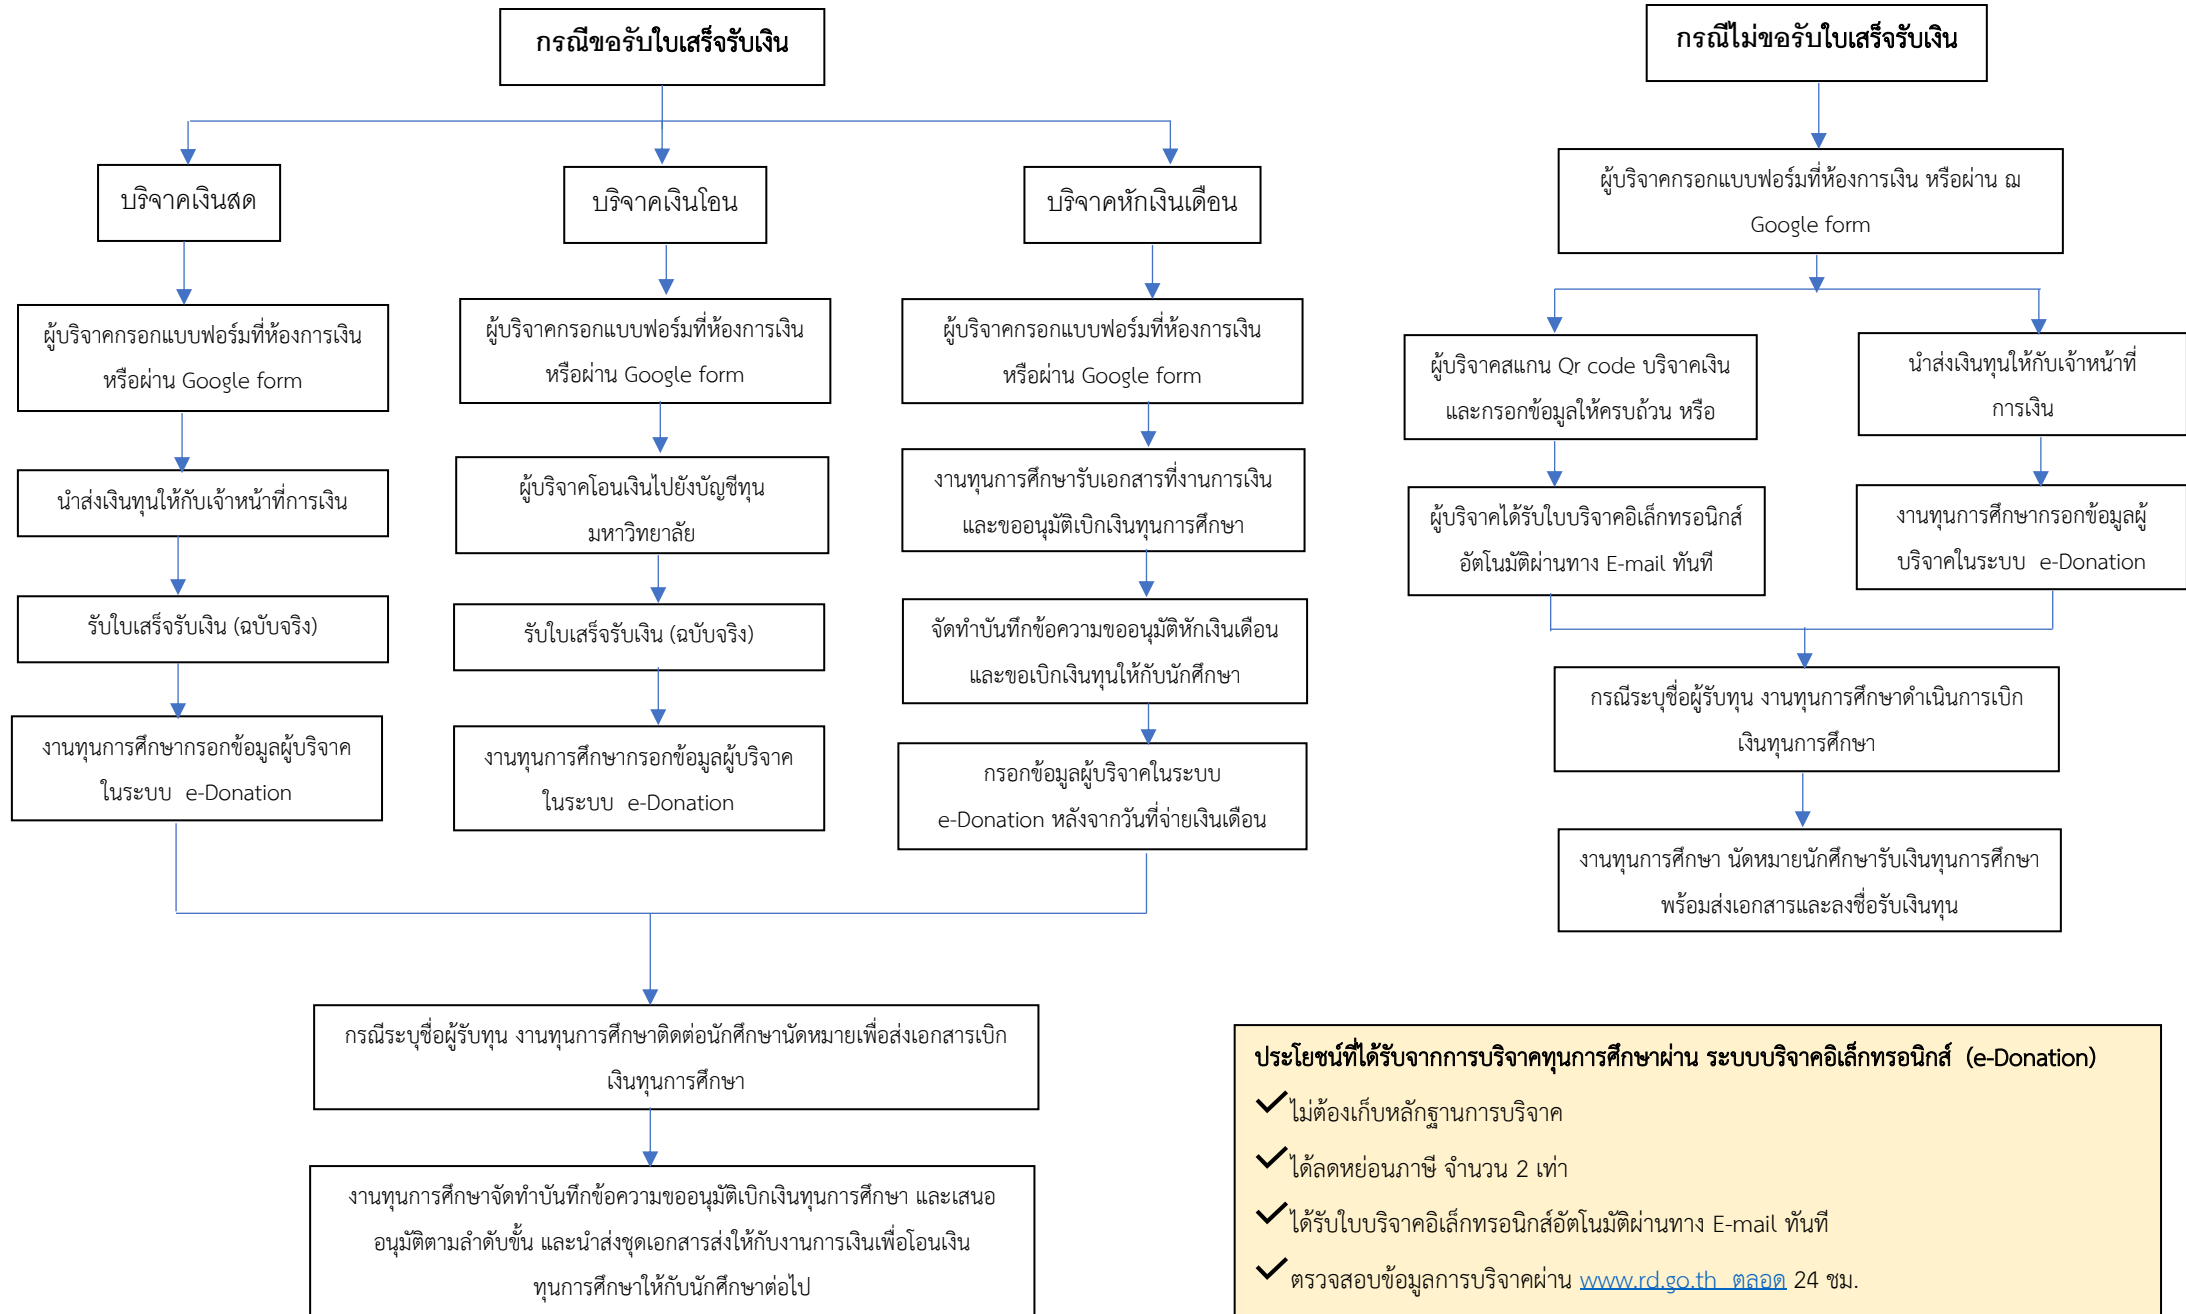 กรณีขอรับใบเสร็จรับเงิน
บริจาคเงินสด
ผู้บริจาคกรอกแบบฟอร์มที่ห้องการเงิน
หรือผ่าน Google form
นำส่งเงินทุนให้กับเจ้าหน้าที่การเงิน
รับใบเสร็จรับเงิน (ฉบับจริง)
งานทุนการศึกษากรอกข้อมูลผู้บริจาค
ในระบบ e-Donation
บริจาคเงินโอน
ผู้บริจาคกรอกแบบฟอร์มที่ห้องการเงิน
หรือผ่าน Google form
ผู้บริจาคโอนเงินไปยังบัญชีทุน
มหาวิทยาลัย
รับใบเสร็จรับเงิน (ฉบับจริง)
งานทุนการศึกษากรอกข้อมูลผู้บริจาค
ในระบบ e-Donation
บริจาคหักเงินเดือน
ผู้บริจาคกรอกแบบฟอร์มที่ห้องการเงิน
หรือผ่าน Google form
งานทุนการศึกษารับเอกสารที่งานการเงิน
และขออนุมัติเบิกเงินทุนการศึกษา
จัดทำบันทึกข้อความขออนุมัติหักเงินเดือน
และขอเบิกเงินทุนให้กับนักศึกษา
กรอกข้อมูลผู้บริจาคในระบบ
e-Donation หลังจากวันที่จ่ายเงินเดือน
กรณีระบุชื่อผู้รับทุน งานทุนการศึกษาติดต่อนักศึกษานัดหมายเพื่อส่งเอกสารเบิก
เงินทุนการศึกษา
งานทุนการศึกษาจัดทำบันทึกข้อความขออนุมัติเบิกเงินทุนการศึกษา และเสนอ
อนุมัติตามลำดับขั้น และนำส่งชุดเอกสารส่งให้กับงานการเงินเพื่อโอนเงิน
ทุนการศึกษาให้กับนักศึกษาต่อไป
กรณีไม่ขอรับใบเสร็จรับเงิน
ผู้บริจาคกรอกแบบฟอร์มที่ห้องการเงิน หรือผ่าน ฌ
Google form
ผู้บริจาคสแกน Qr code บริจาคเงิน
และกรอกข้อมูลให้ครบถ้วน หรือ
ผู้บริจาคได้รับใบบริจาคอิเล็กทรอนิกส์
อัตโนมัติผ่านทาง E-mail ทันที
นำส่งเงินทุนให้กับเจ้าหน้าที่
การเงิน
งานทุนการศึกษากรอกข้อมูลผู้
บริจาคในระบบ e-Donation
กรณีระบุชื่อผู้รับทุน งานทุนการศึกษาดำเนินการเบิก
เงินทุนการศึกษา
งานทุนการศึกษา นัดหมายนักศึกษารับเงินทุนการศึกษา
พร้อมส่งเอกสารและลงชื่อรับเงินทุน
ประโยชน์ที่ได้รับจากการบริจาคทุนการศึกษาผ่าน ระบบบริจาคอิเล็กทรอนิกส์ (e-Donation)
✓ไม่ต้องเก็บหลักฐานการบริจาค
✓ได้ลดหย่อนภาษี จำนวน 2 เท่า
✓ได้รับใบบริจาคอิเล็กทรอนิกส์อัตโนมัติผ่านทาง E-mail ทันที
✓ตรวจสอบข้อมูลการบริจาคผ่าน www.rd.go.th ตลอด 24 ชม.